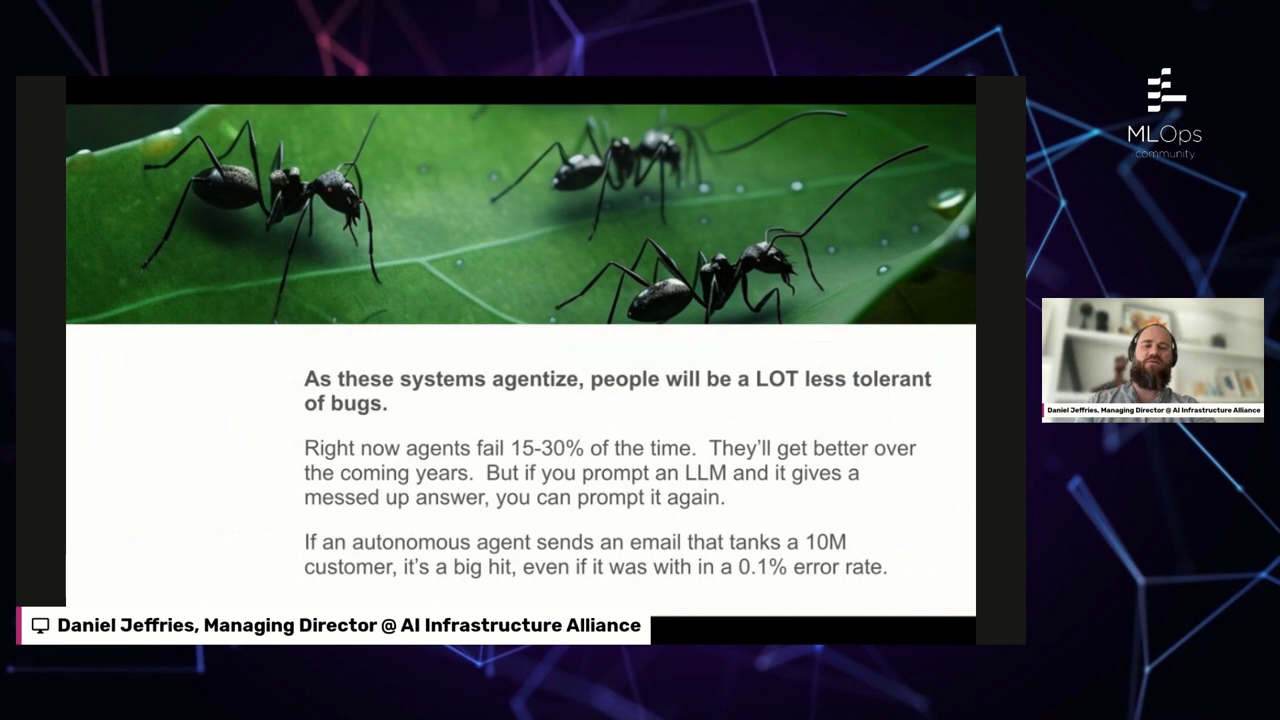 MLOps
community
As these systems agentize, people will be a LOT less tolerant
of bugs.
Right now agents fail 15-30% of the time. They'll get better over
the coming years. But if you prompt an LLM and it gives a
messed up answer, you can prompt it again.
If an autonomous agent sends an email that tanks a 10M
customer, it's a big hit, even if it was with in a 0.1% error rate.
Daniel Jeffries, Managing Director @ AI Infrastructure Alliance
Daniel Jeffries, Managing Director @ AI Infrastructure Alliance